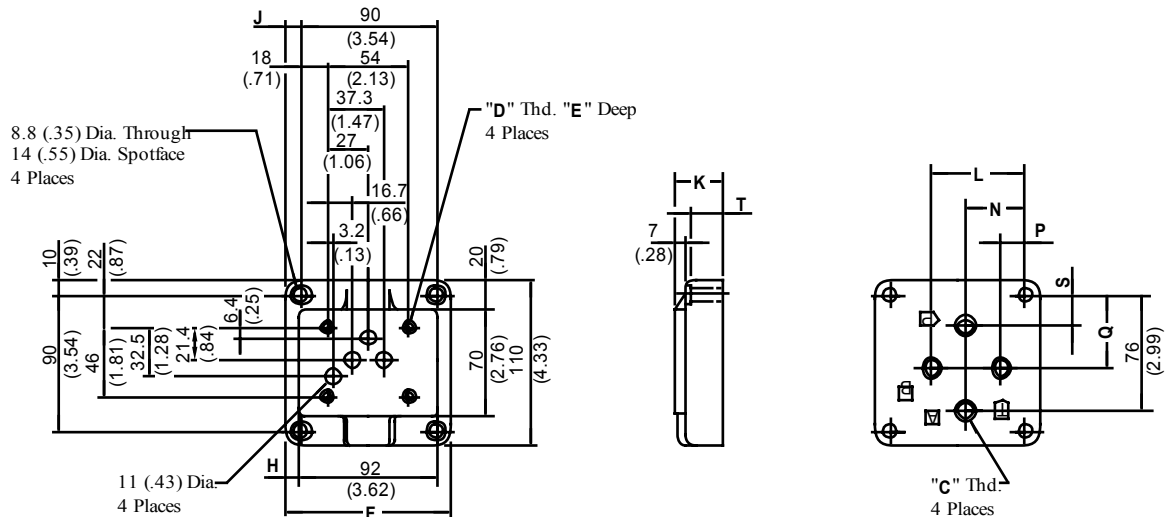 J
90
(3.54)
18
(.71)
54
(2.13)
37.3
(1.47)
27
(1.06)
16.7
(.66)
3.2
(.13)
"D" Thd. "E" Deep
4 Places
8.8 (.35) Dia. Through
14 (.55) Dia. Spotface
4 Places
10
(.39)
22
(.87)
6.4
(.25)
20
(.79)
90
(3.54)
46
(1.81)
32.5
(1.28)
21.4
(.84)
70
(2.76)
110
(4.33)
11 (.43) Dia.
4 Places
H
92
(3.62)
F
K
T
7
(.28)
L
N
P
S
Q
76
(2.99)
P
A
B
T
"C" Thd.
4 Places